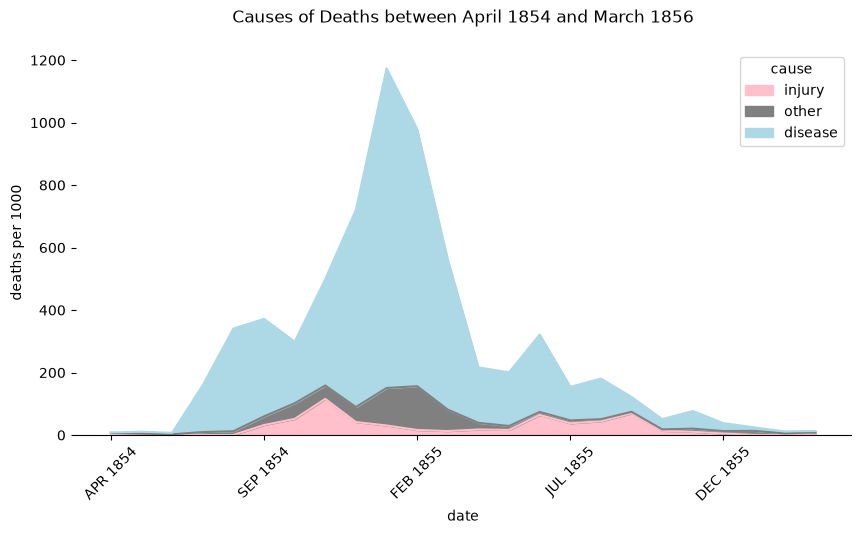 Causes of Deaths between April 1854 and March 1856
1200
1000
800
600
400
200
0
deaths per 1000
cause
injury
other
disease
APR 1854
SEP 1854
FEB 1855
JUL 1855
DEC 1855
date